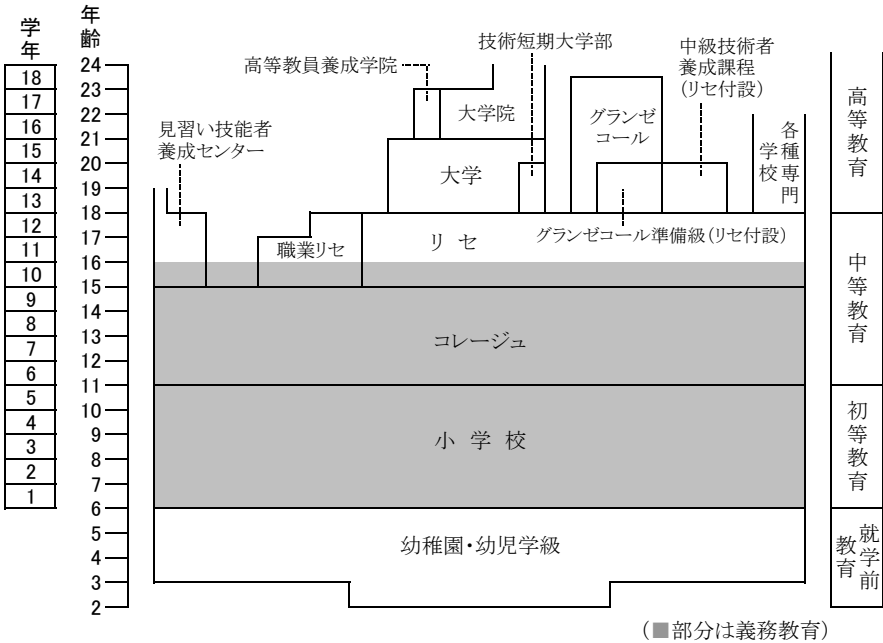 学年
年齢
18
17
16
15
14
13
12
11
10
9
8
7
6
5
4
3
2
1
24
23
22
21
20
19
18
17
16
15
14
13
12
11
10
9
8
7
6
5
4
3
2
技術短期大学部
高等教員養成学院
中級技術者
養成課程
(リセ付設)
見習い技能者
養成センター
大学院
グランゼ
コール
大学
各種専門
学校
職業リセ
リセ
グランゼコール準備級(リセ付設)
コレージュ
小学校
幼稚園・幼児学級
高等教育
中等教育
初等教育
就学前
教育
(■部分は義務教育)